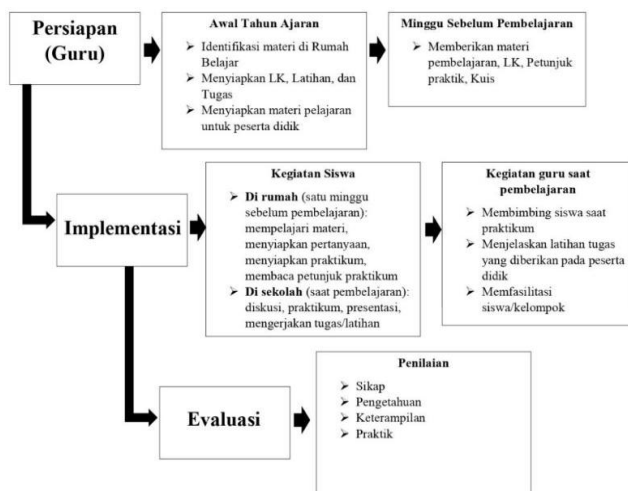 Persiapan
(Guru)
Awal Tahun Ajaran
➢ Identifikasi materi di Rumah
Belajar
➢ Menyiapkan LK, Latihan, dan
Tugas
➢ Menyiapkan materi pelajaran
untuk peserta didik
Minggu Sebelum Pembelajaran
➢ Memberikan materi
pembelajaran, LK, Petunjuk
praktik, Kuis
Implementasi
Kegiatan Siswa
➢ Di rumah (satu minggu
sebelum pembelajaran):
mempelajari materi,
menyiapkan pertanyaan,
menyiapkan praktikum,
membaca petunjuk praktikum
➢ Di sekolah (saat pembelajaran):
diskusi, praktikum, presentasi,
mengerjakan tugas/latihan
Kegiatan guru saat
pembelajaran
➢ Membimbing siswa saat
praktikum
➢ Menjelaskan latihan tugas
yang diberikan pada peserta
didik
➢ Memfasilitasi
siswa/kelompok
Evaluasi
Penilaian
➢ Sikap
➢ Pengetahuan
➢ Keterampilan
➢ Praktik